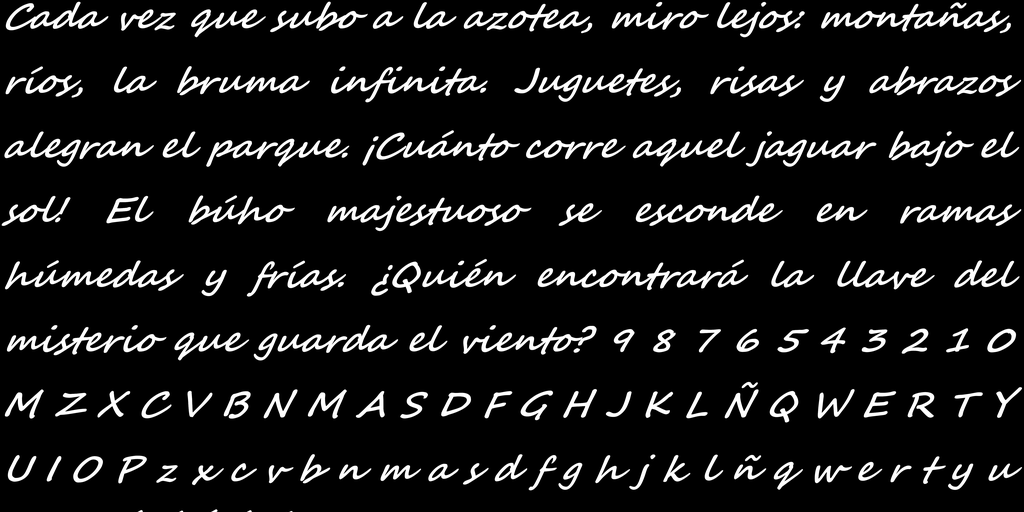 Cada vez que subo a la azotea, miro lejos: montañas,
ríos, la bruma infinita. Juguetes, risas y abrazos
alegran el parque. ¡Cuánto corre aquel jaguar bajo el
sol! El búho majestuoso se esconde en ramas
húmedas y frías. ¿Quién encontrará la llave del
misterio que guarda el viento? 9 8 7 6 5 4 3 2 1 0
M Z X C V B N M A S D F G H J K L Ñ Q W E R T Y
U I O P z x c v b n m a s d f g h j k l ñ q w e r t y u